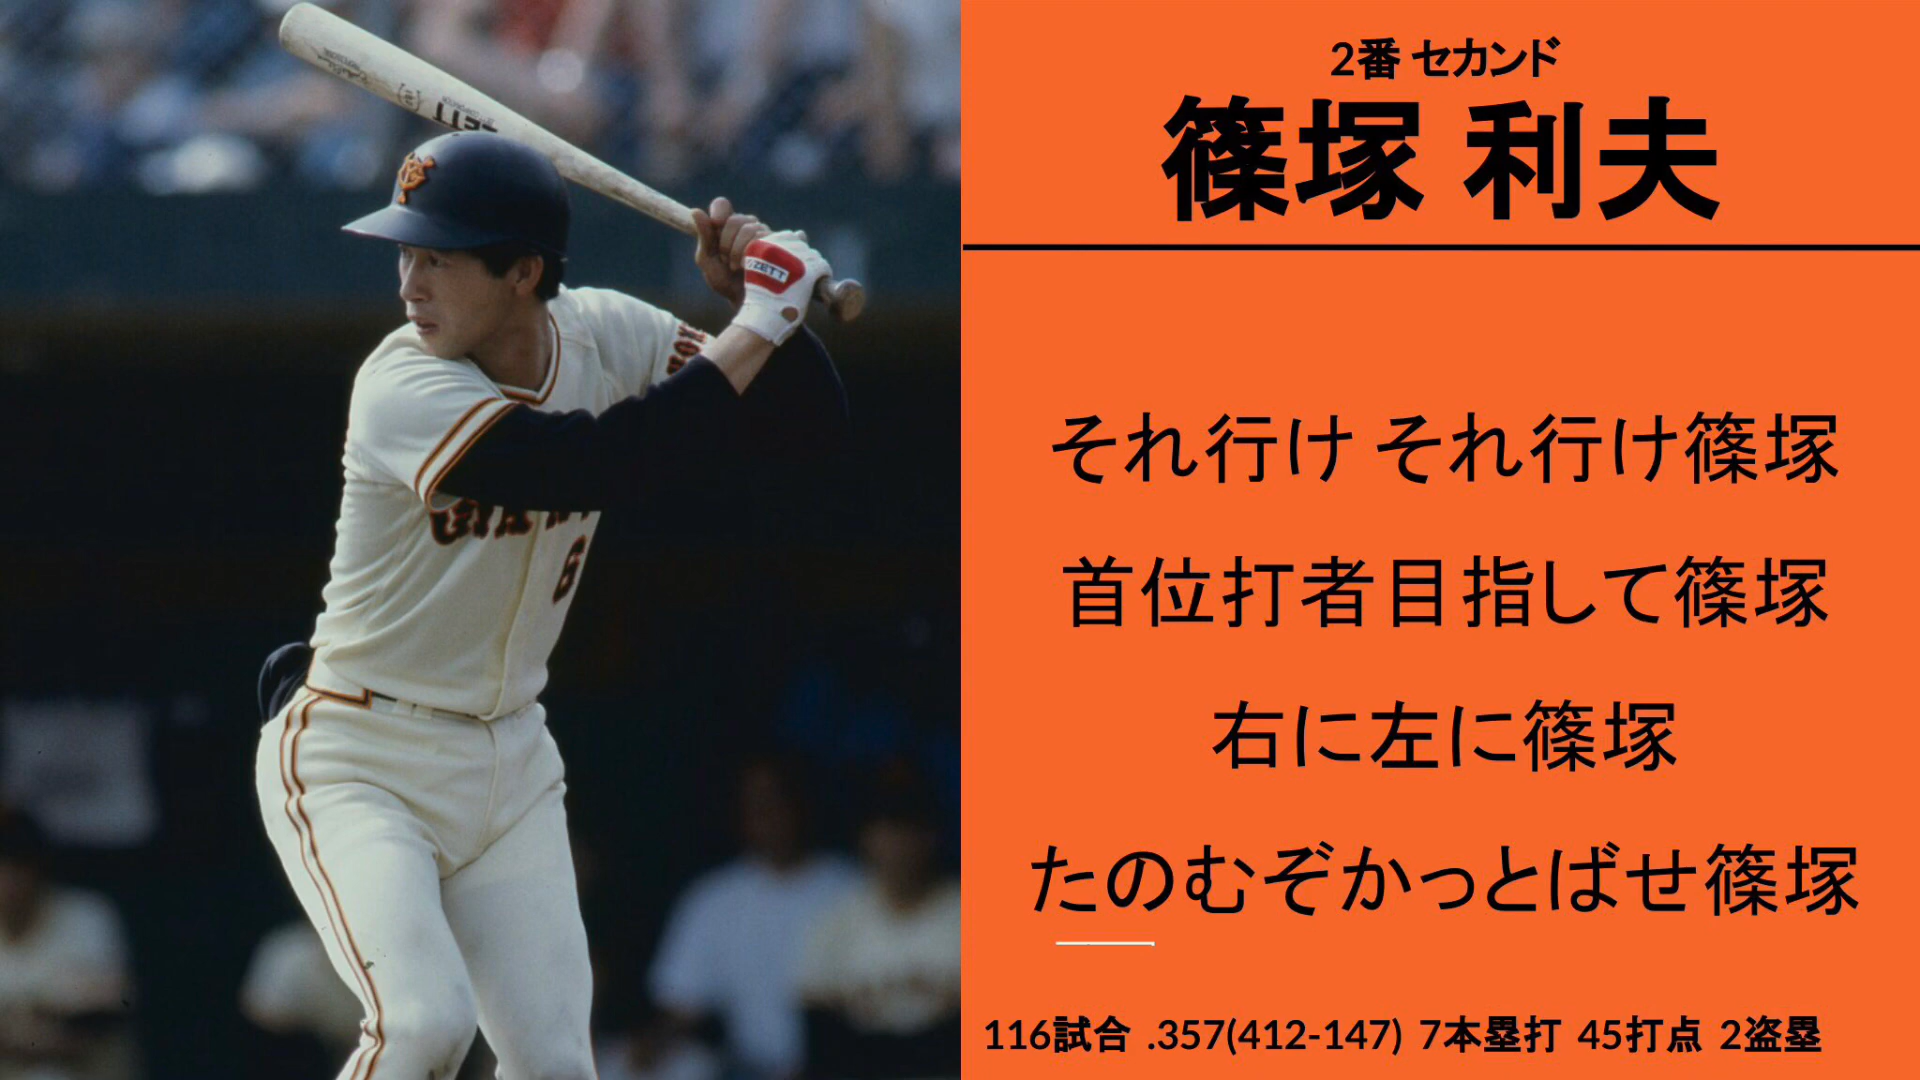 2番 セカンド
篠塚 利夫
それ行け それ行け篠塚
首位打者目指して篠塚
右に左に篠塚
たのむぞかっとばせ篠塚
116試合 .357(412-147) 7本塁打 45打点 2盗塁
ZETT
ZETT
6